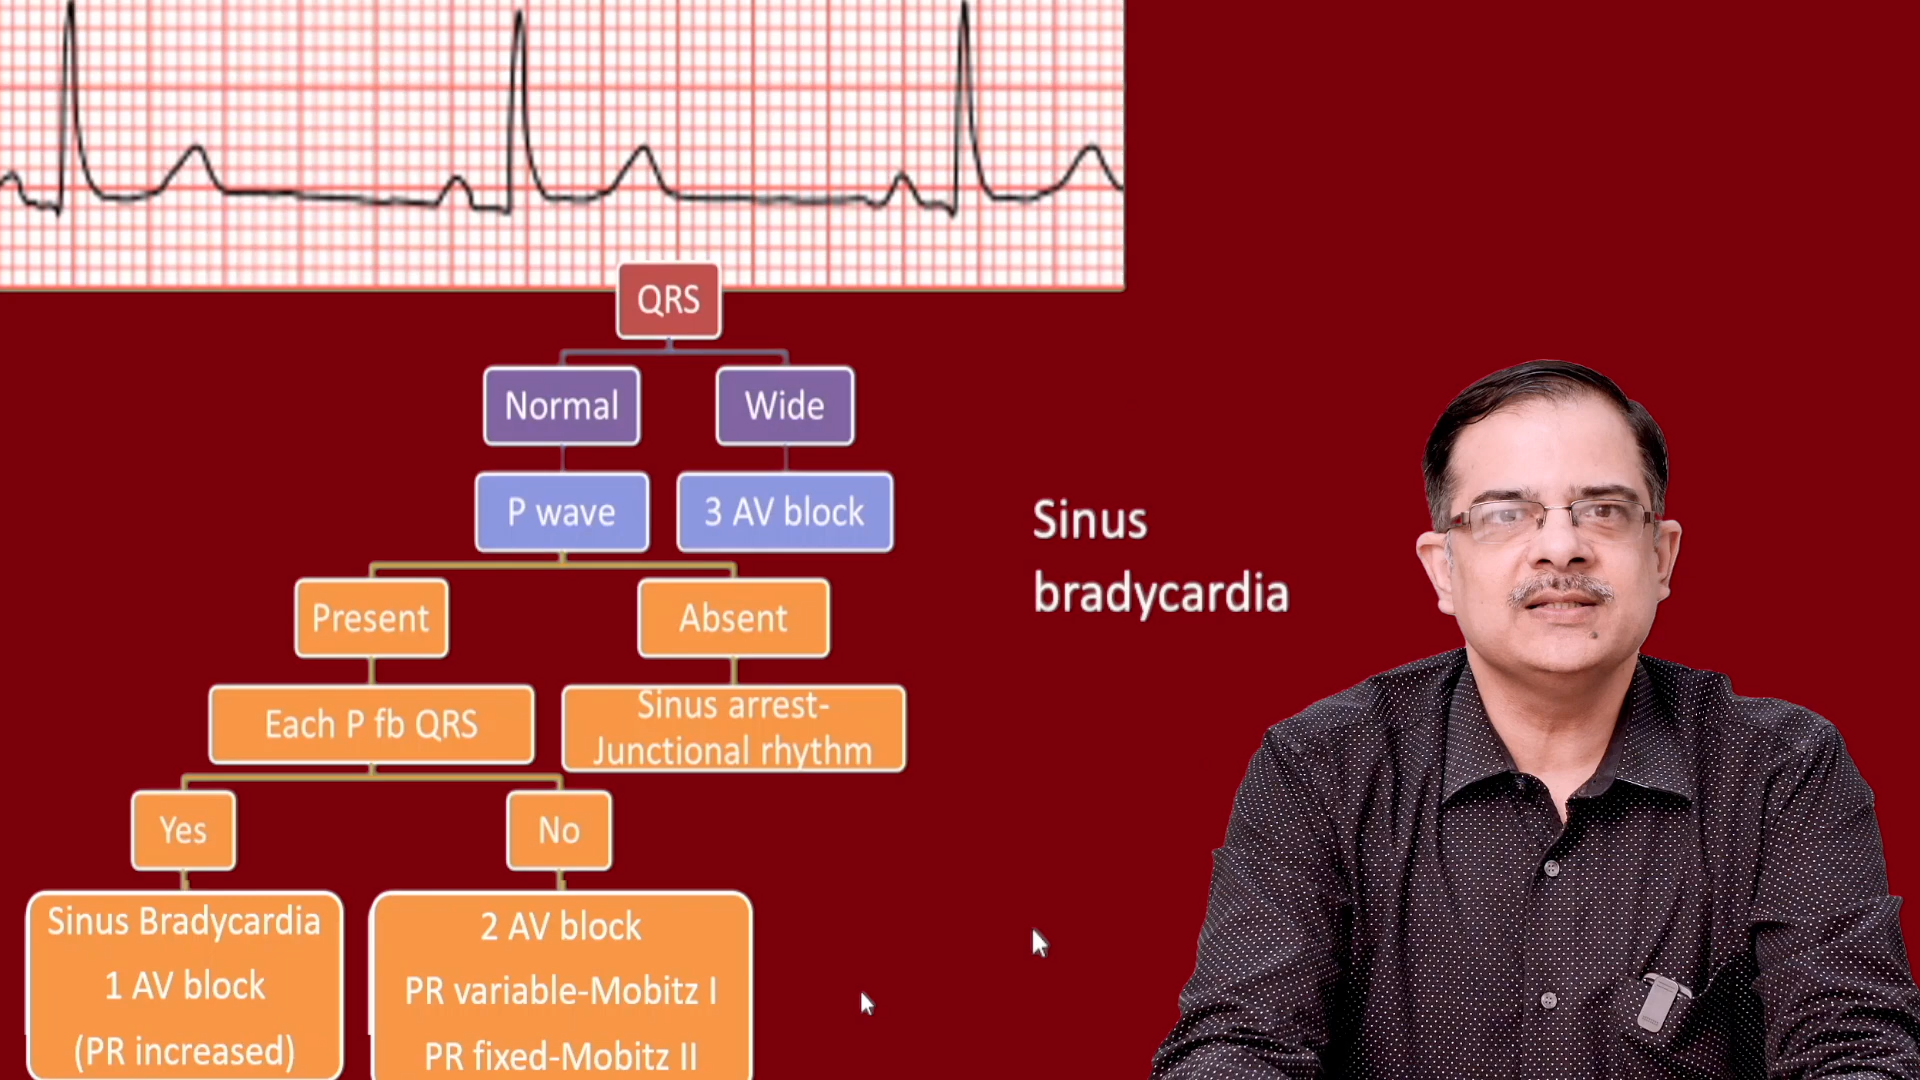 QRS
Normal
Wide
P wave
3 AV block
Sinus
bradycardia
Present
Absent
Each P fb QRS
Sinus arrest-
Junctional rhythm
Yes
No
Sinus Bradycardia
1 AV block
(PR increased)
2 AV block
PR variable-Mobitz I
PR fixed-Mobitz II